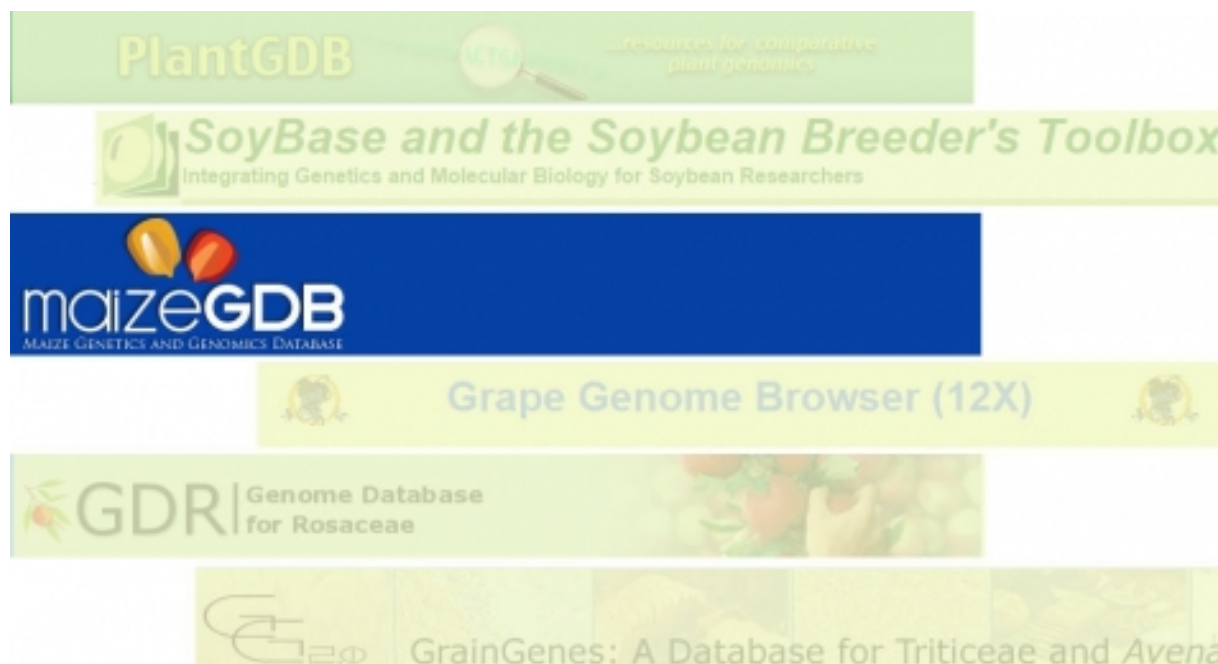 PlantGDB
...resources for comparative
plant genomics
SoyBase and the Soybean Breeder's Toolbox
Integrating Genetics and Molecular Biology for Soybean Researchers
maizeGDB
MAIZE GENETICS AND GENOMICS DATABASE
Grape Genome Browser (12X)
GDR
Genome Database
for Rosaceae
GrainGenes: A Database for Triticeae and Avena